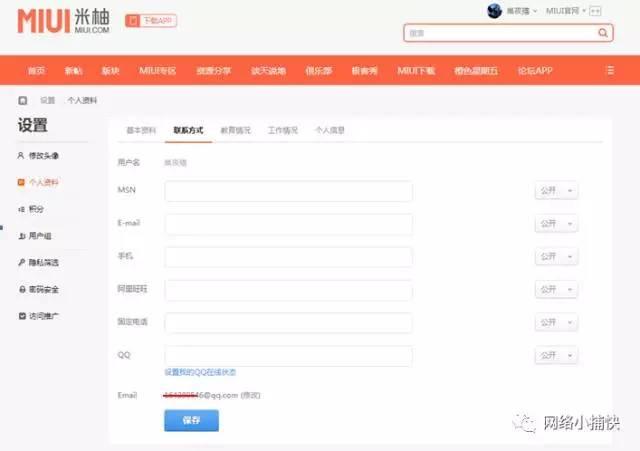 MIUI 米柚 MIUI.COM 下载APP
MIUI官网
搜索
首页 新帖 版块 MIUI专区 资源分享 谈天说地 俱乐部 极客秀 MIUI下载 橙色星期五 论坛APP
设置 个人资料
设置
基本资料 联系方式 教育情况 工作情况 个人信息
修改头像
用户名
个人资料
MSN 公开
积分
E-mail 公开
用户组
手机 公开
隐私筛选
阿里旺旺 公开
密码安全
访问推广
固定电话 公开
QQ 公开
设置我的QQ在线状态
Email @qq.com (修改)
保存
网络小捕快